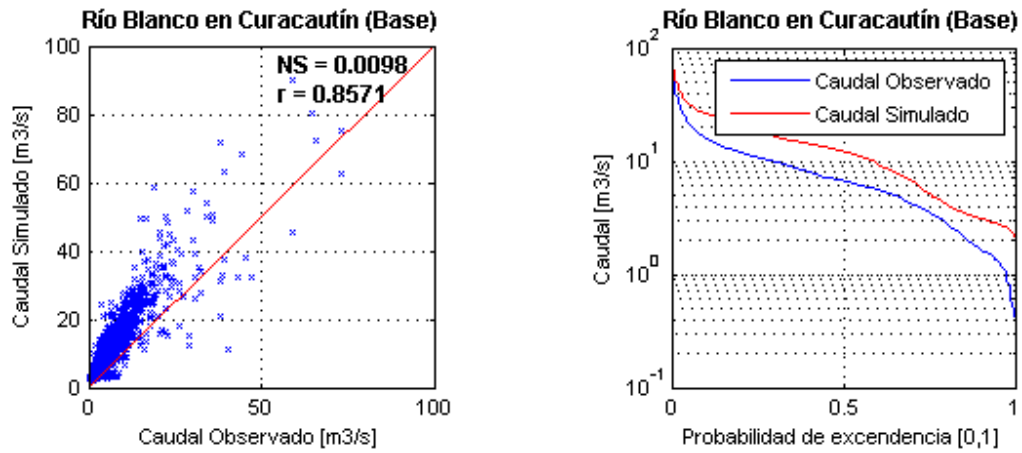 Río Blanco en Curacautín (Base)
NS = 0.0098
r = 0.8571
100
80
60
40
20
0
0
50
100
Caudal Simulado [m3/s]
Caudal Observado [m3/s]
Río Blanco en Curacautín (Base)
Caudal Observado
Caudal Simulado
10^2
10^1
10^0
10^-1
0
0.5
1
Caudal [m3/s]
Probabilidad de excendencia [0,1]